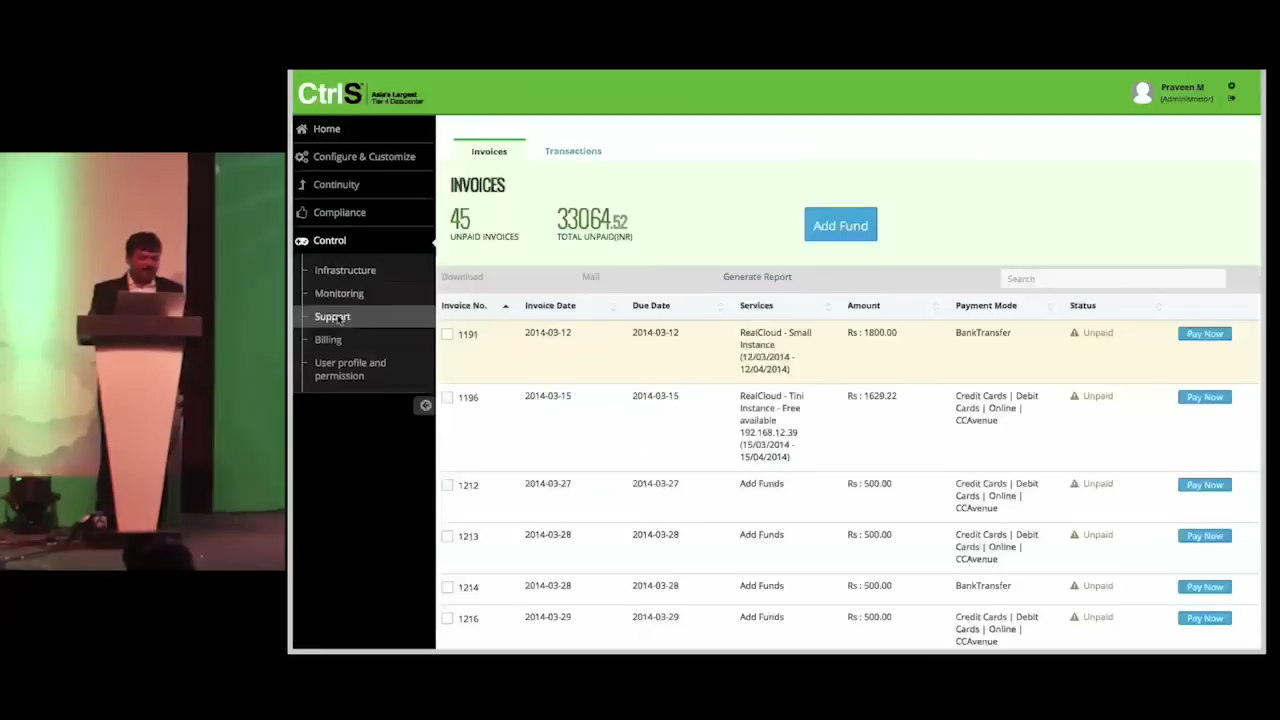 CtrlS
Asia's Largest
Tier 4 Datacenter
Praveen M
(Administrator)
Home
Configure & Customize
Continuity
Compliance
Control
Infrastructure
Monitoring
Support
Billing
User profile and
permission
Invoices
Transactions
INVOICES
45
UNPAID INVOICES
33064.52
TOTAL UNPAID(INR)
Add Fund
Download
Mail
Generate Report
Search
Invoice No.
Invoice Date
Due Date
Services
Amount
Payment Mode
Status
1191
2014-03-12
2014-03-12
RealCloud - Small
Instance
(12/03/2014 -
12/04/2014)
Rs : 1800.00
BankTransfer
Unpaid
Pay Now
1196
2014-03-15
2014-03-15
RealCloud - Tini
Instance - Free
available
192.168.12.39
(15/03/2014 -
15/04/2014)
Rs : 1629.22
Credit Cards | Debit
Cards | Online |
CCAvenue
Unpaid
Pay Now
1212
2014-03-27
2014-03-27
Add Funds
Rs : 500.00
Credit Cards | Debit
Cards | Online |
CCAvenue
Unpaid
Pay Now
1213
2014-03-28
2014-03-28
Add Funds
Rs : 500.00
Credit Cards | Debit
Cards | Online |
CCAvenue
Unpaid
Pay Now
1214
2014-03-28
2014-03-28
Add Funds
Rs : 500.00
BankTransfer
Unpaid
Pay Now
1216
2014-03-29
2014-03-29
Add Funds
Rs : 500.00
Credit Cards | Debit
Cards | Online |
CCAvenue
Unpaid
Pay Now